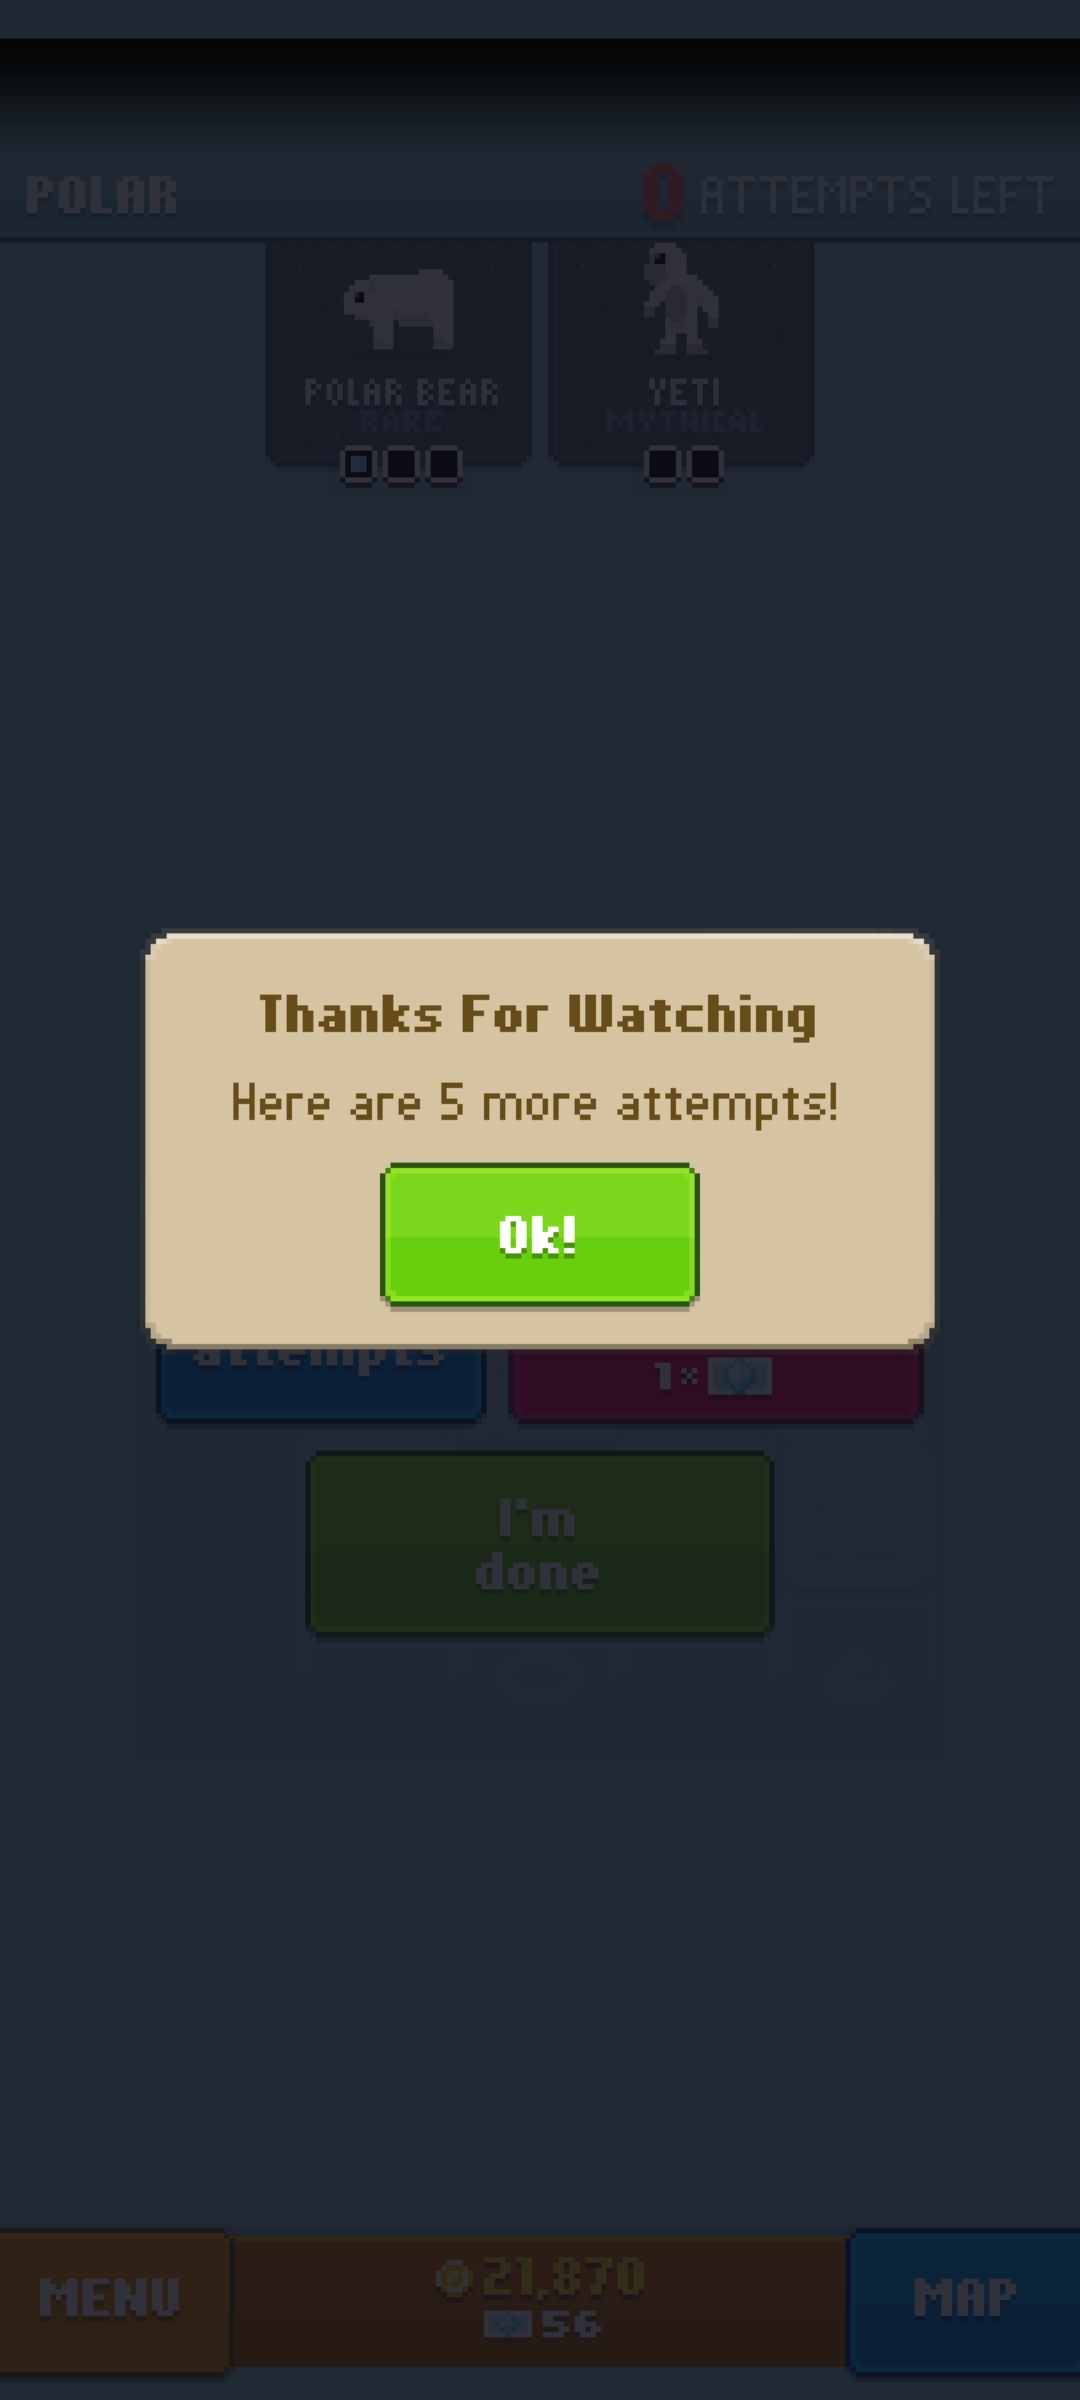 POLAR
0 ATTEMPTS LEFT
POLAR BEAR
RARE
YETI
MYTHICAL
Thanks For Watching
Here are 5 more attempts!
Ok!
attempts
1×
I'm
done
MENU
21,870
56
MAP